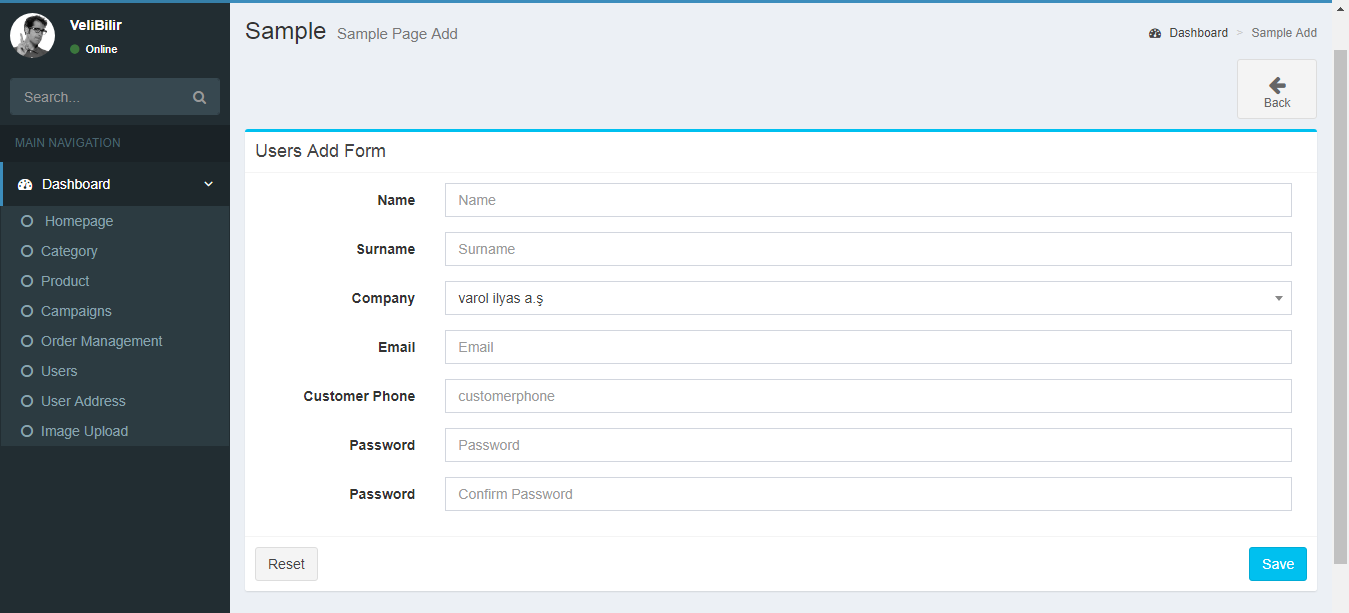 VeliBilir
Online
Search...
MAIN NAVIGATION
Dashboard
Homepage
Category
Product
Campaigns
Order Management
Users
User Address
Image Upload
Sample Sample Page Add
Dashboard > Sample Add
Back
Users Add Form
Name Name
Surname Surname
Company varol ilyas a.ş
Email Email
Customer Phone customerphone
Password Password
Password Confirm Password
Reset Save